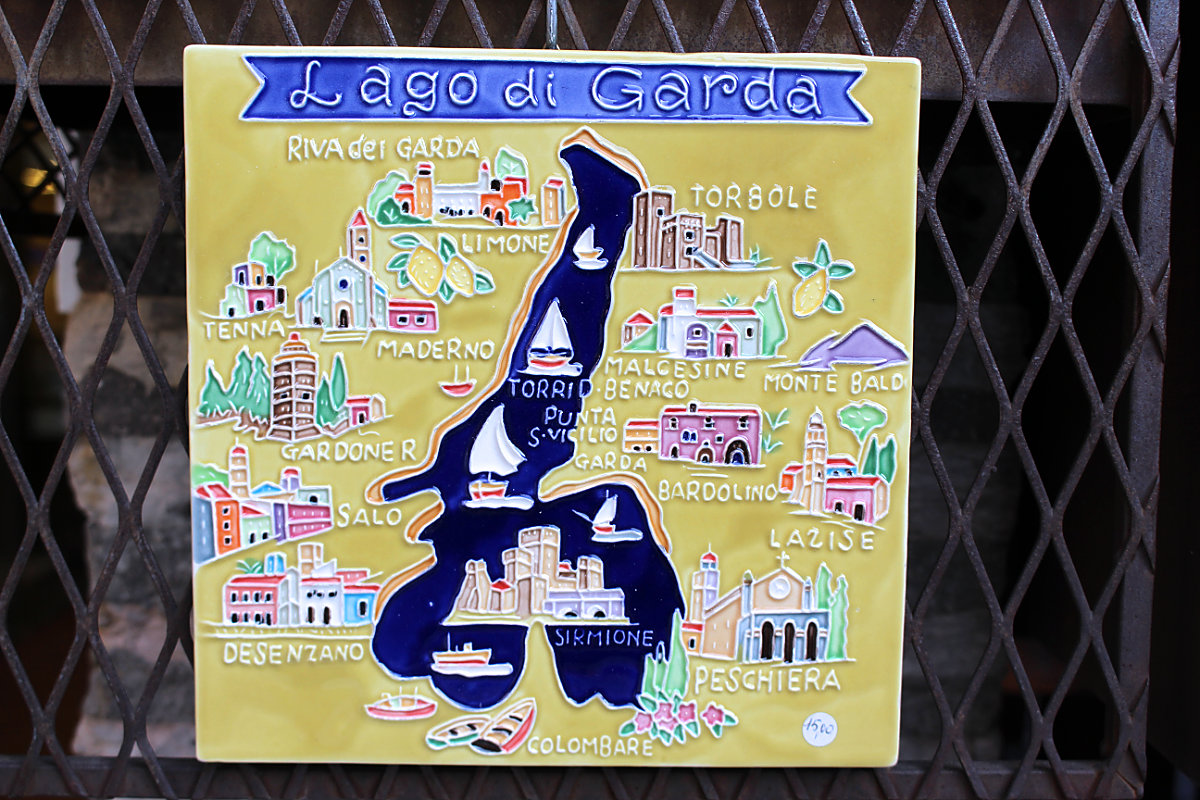 Lago di Garda
RIVA del GARDA
TORBOLE
LIMONE
TENNA
MADERNO
MALCESINE
MONTE BALD
TORRI D. BENACO
PUNTA
S. VIGILIO
GARDONE R
GARDA
BARDOLINO
SALO
LAZISE
DESENZANO
SIRMIONE
PESCHIERA
COLOMBARE
15,00